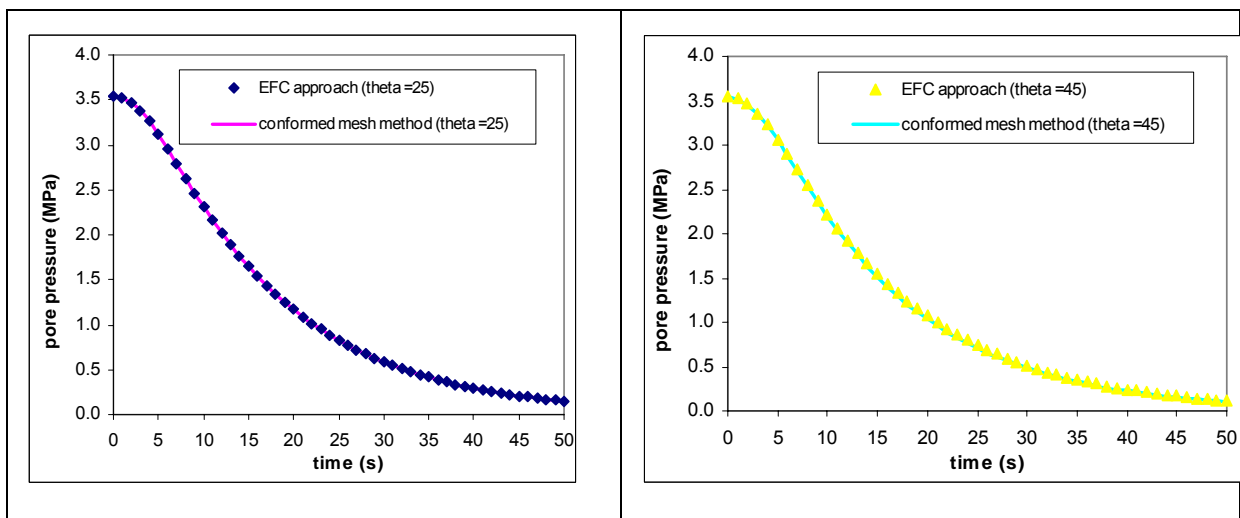 4.0
3.5
3.0
2.5
2.0
1.5
1.0
0.5
0.0
pore pressure (MPa)
EFC approach (theta =25)
conformed mesh method (theta =25)
0 5 10 15 20 25 30 35 40 45 50
time (s)
4.0
3.5
3.0
2.5
2.0
1.5
1.0
0.5
0.0
pore pressure (MPa)
EFC approach (theta =45)
conformed mesh method (theta =45)
0 5 10 15 20 25 30 35 40 45 50
time (s)